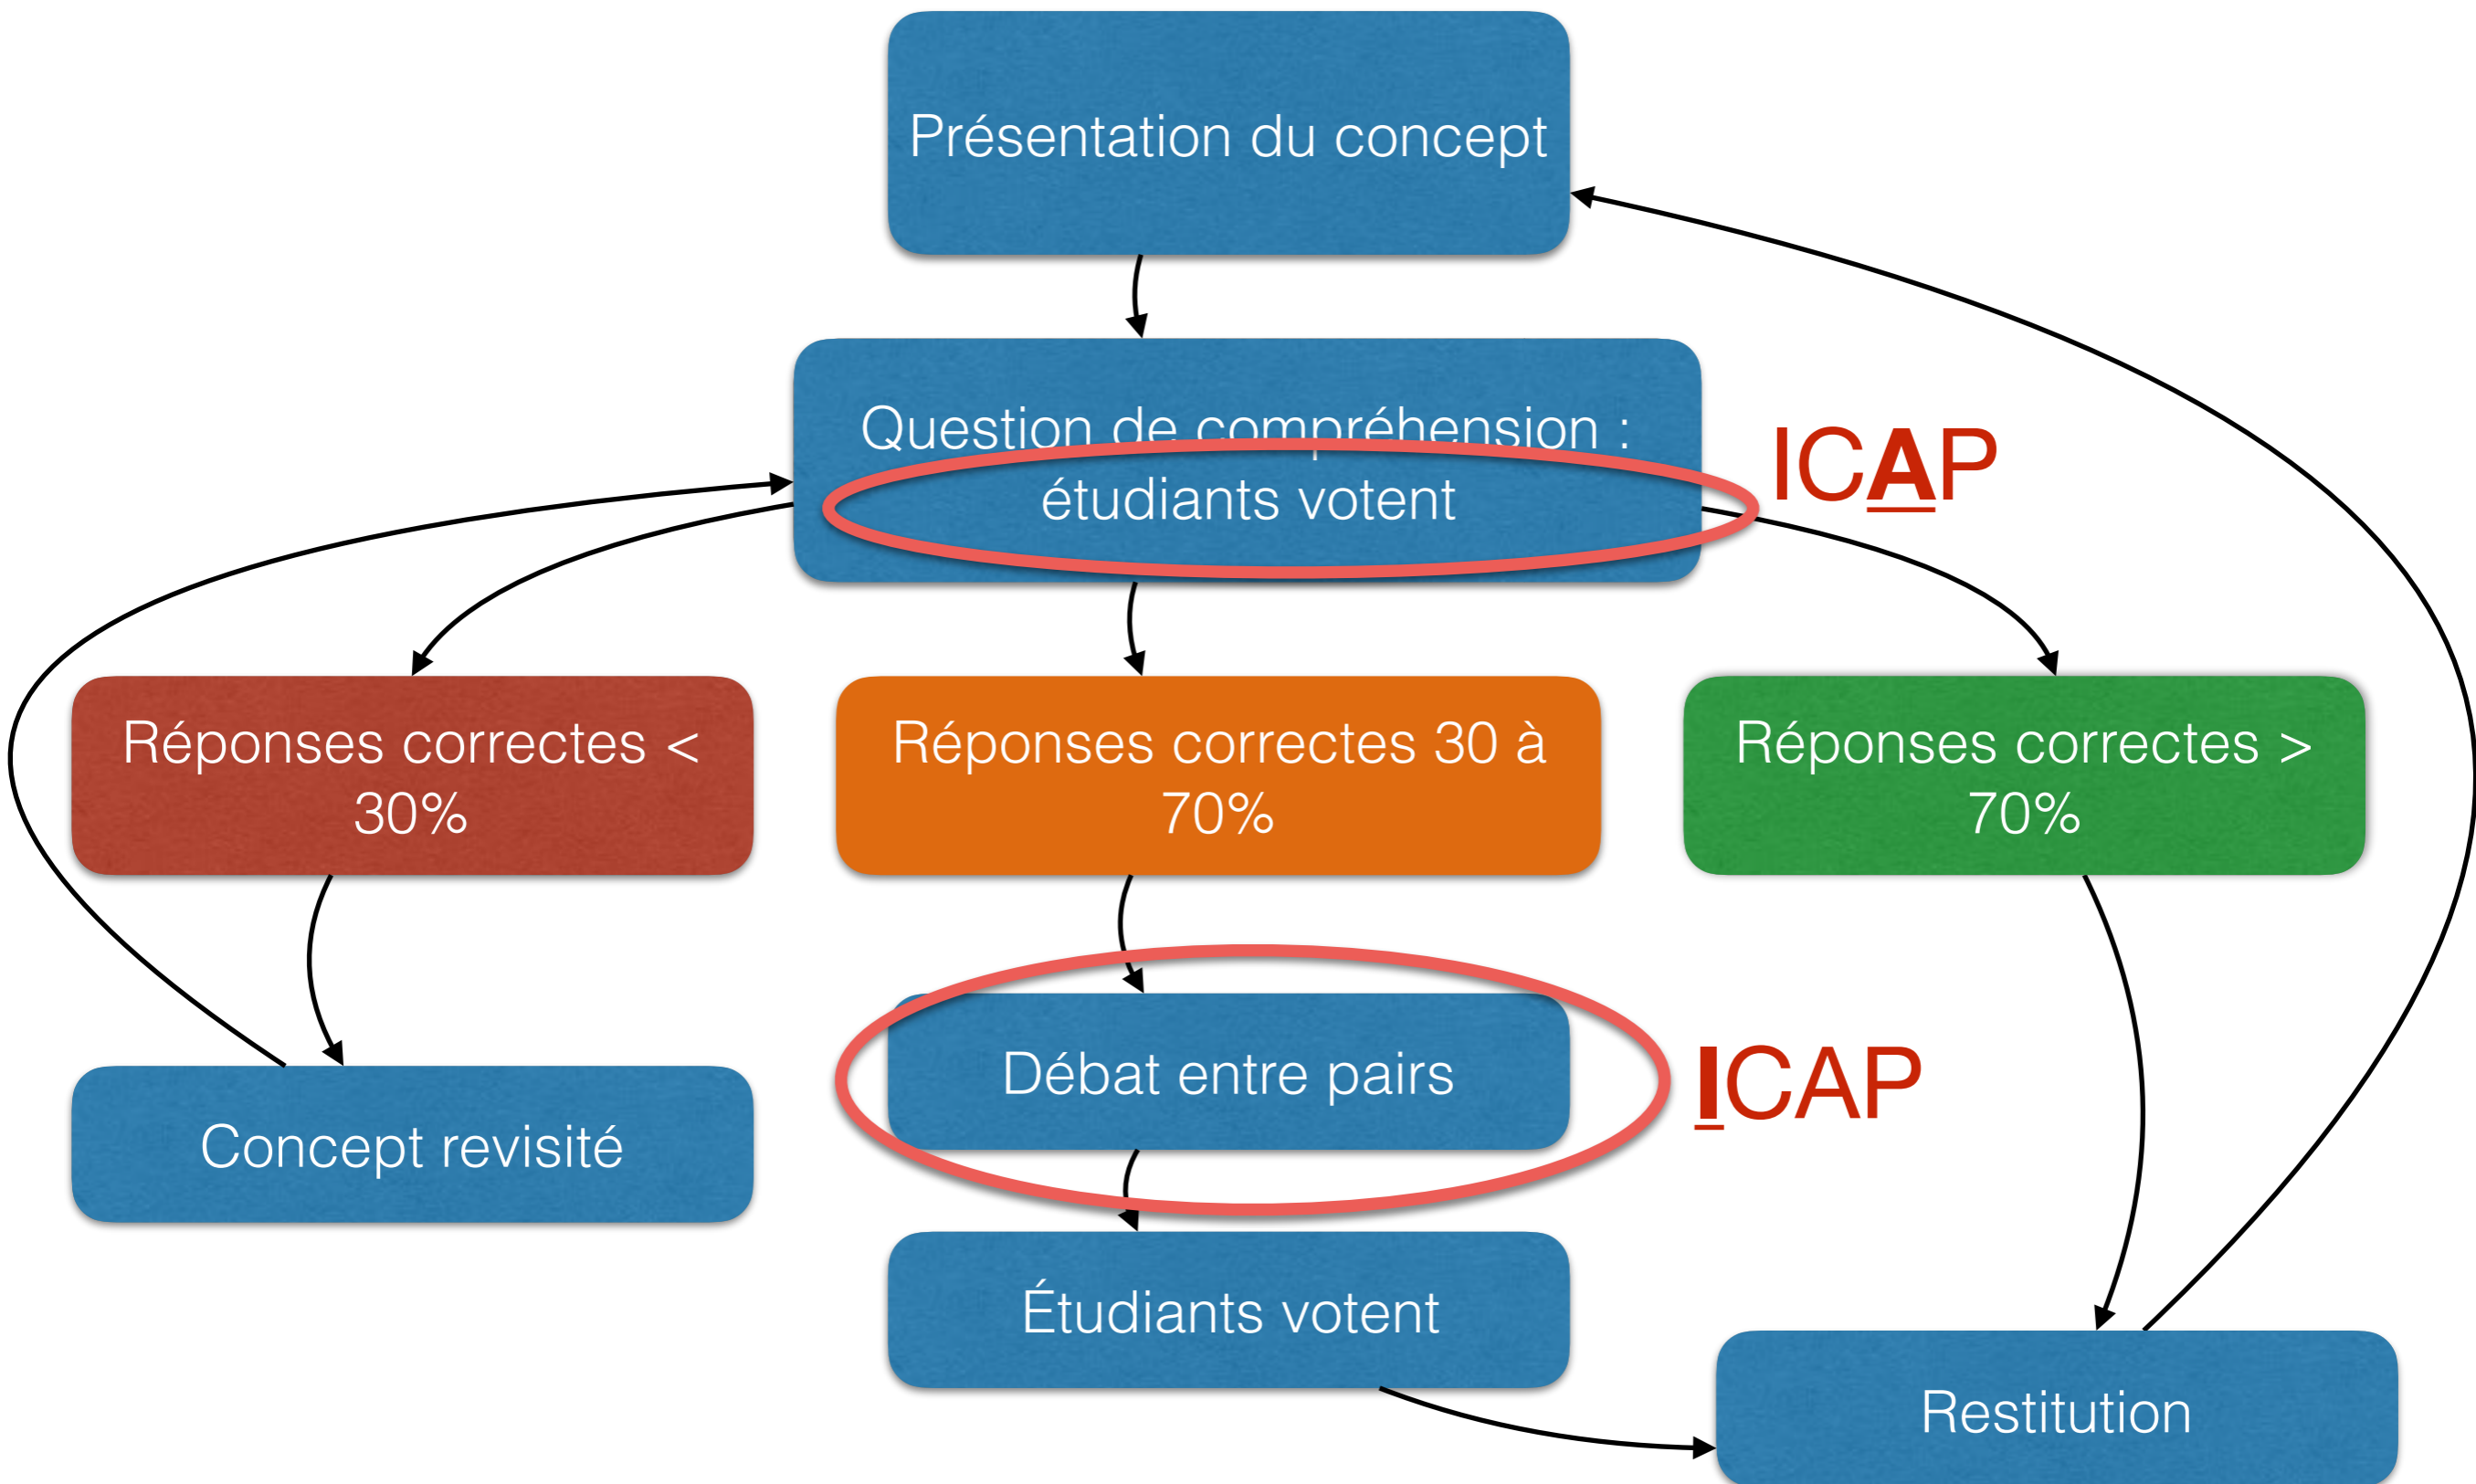 Présentation du concept
Question de compréhension :
étudiants votent
ICAP
Réponses correctes <
30%
Réponses correctes 30 à
70%
Réponses correctes >
70%
Débat entre pairs
ICAP
Concept revisité
Étudiants votent
Restitution